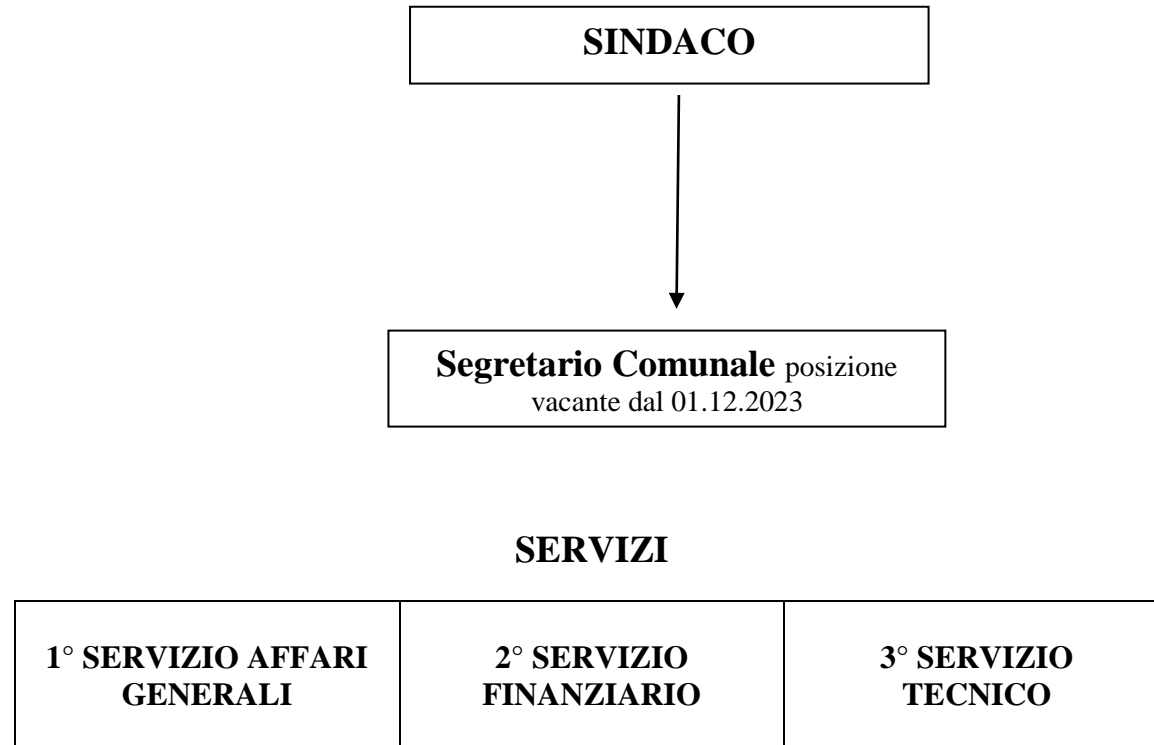 SINDACO
Segretario Comunale posizione
vacante dal 01.12.2023
SERVIZI
1° SERVIZIO AFFARI
GENERALI
2° SERVIZIO
FINANZIARIO
3° SERVIZIO
TECNICO